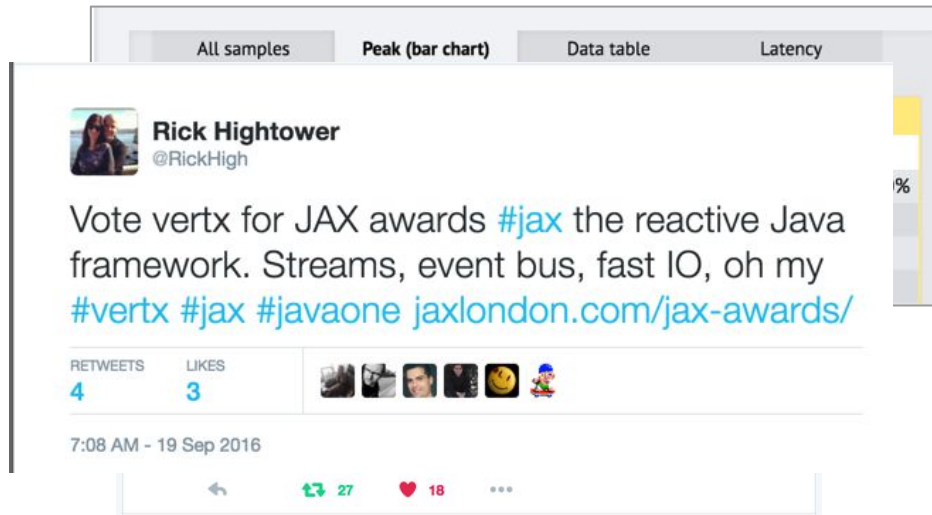 All samples Peak (bar chart) Data table Latency
%
Rick Hightower
@RickHigh
Vote vertx for JAX awards #jax the reactive Java
framework. Streams, event bus, fast IO, oh my
#vertx #jax #javaone jaxlondon.com/jax-awards/
RETWEETS LIKES
4 3
7:08 AM - 19 Sep 2016
27 18